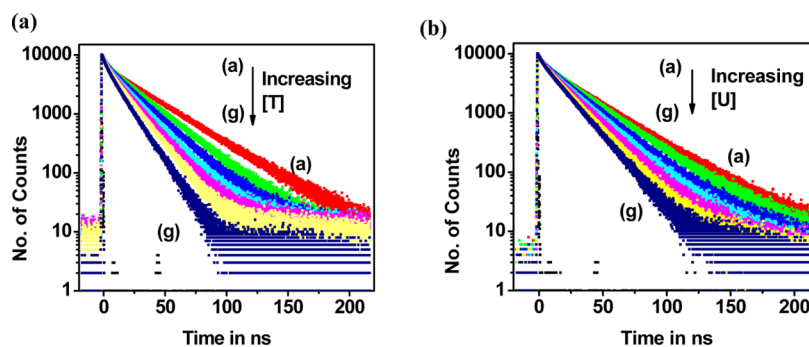 (a)
10000
1000
100
10
1
No. of Counts
(a)
Increasing
(g)
[T]
(a)
(g)
0 50 100 150 200
Time in ns
(b)
10000
1000
100
10
1
No. of Counts
(a)
Increasing
(g)
[U]
(a)
(g)
0 50 100 150 200
Time in ns